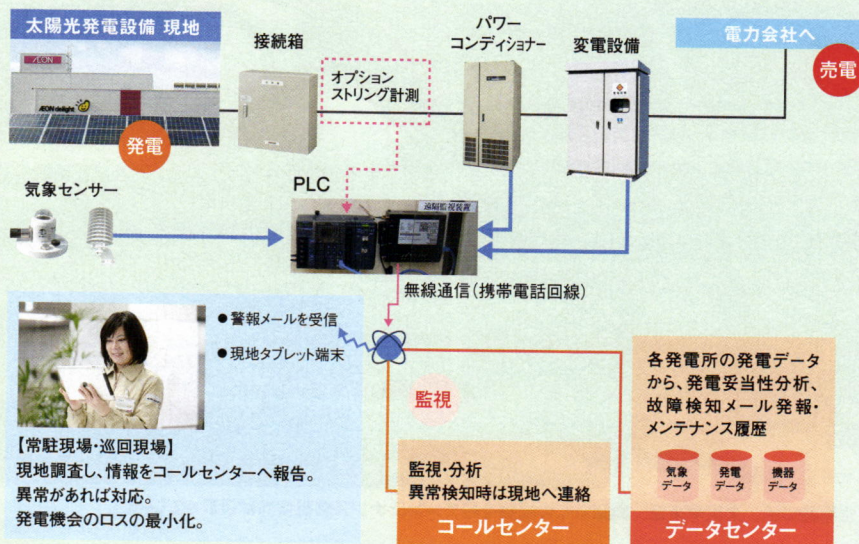 太陽光発電設備 現地
ÆON
ÆON delight
発電
接続箱
オプション
ストリング計測
パワー
コンディショナー
変電設備
電力会社へ
売電
気象センサー
PLC
遠隔監視装置
無線通信(携帯電話回線)
●警報メールを受信
●現地タブレット端末
【常駐現場・巡回現場】
現地調査し、情報をコールセンターへ報告。
異常があれば対応。
発電機会のロスの最小化。
監視
監視・分析
異常検知時は現地へ連絡
コールセンター
各発電所の発電データ
から、発電妥当性分析、
故障検知メール発報・
メンテナンス履歴
気象
データ
発電
データ
機器
データ
データセンター